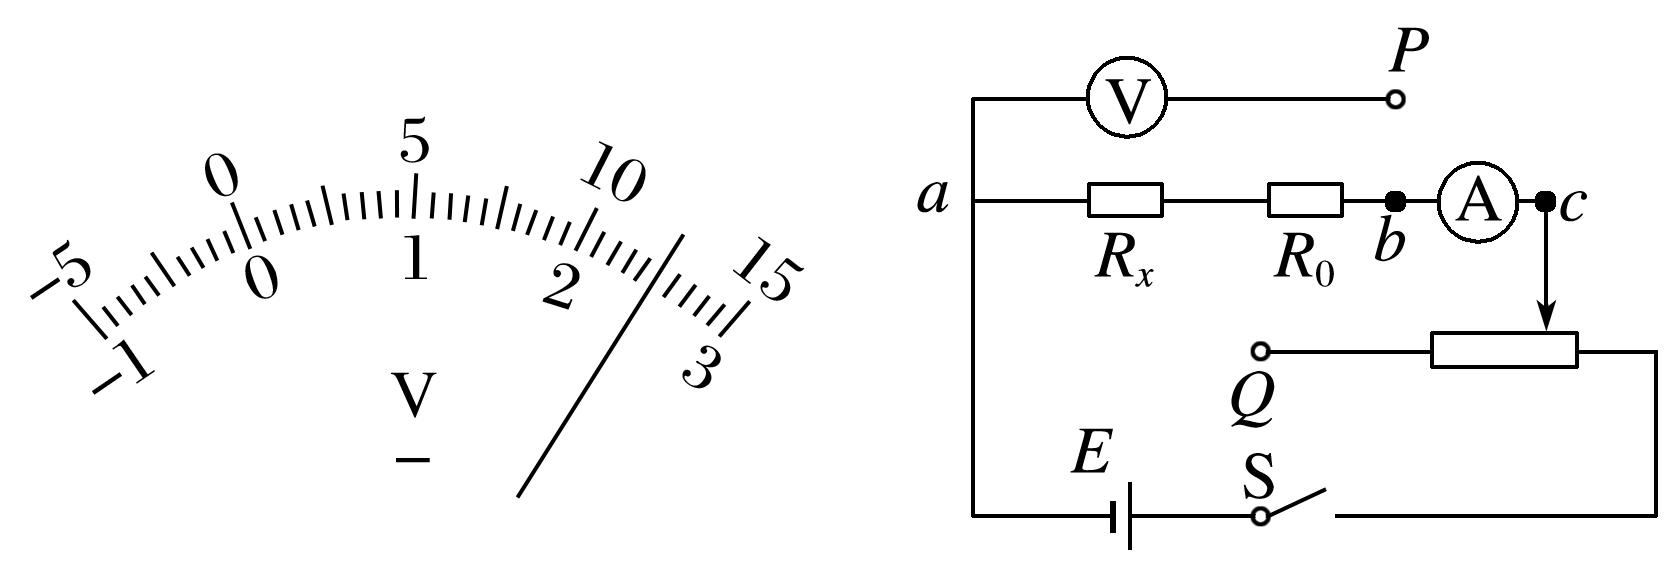 -5 0 5 10 15
-1 0 1 2 3
V
–
V P
a R_x R_0 b A c
Q
E S